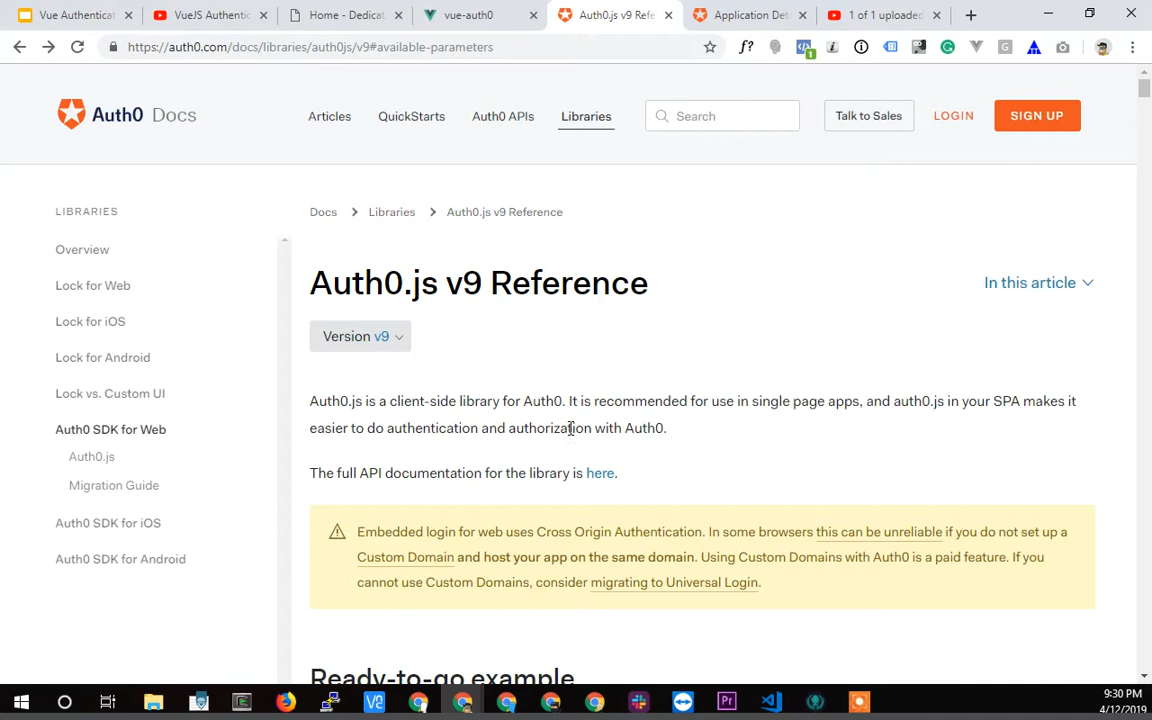 Vue Authenticat
VueJS Authentic
Home - Dedicat
vue-auth0
Auth0.js v9 Refe
Application Det
1 of 1 uploaded
https://auth0.com/docs/libraries/auth0js/v9#available-parameters
Auth0 Docs
Articles
QuickStarts
Auth0 APIs
Libraries
Search
Talk to Sales
LOGIN
SIGN UP
LIBRARIES
Overview
Lock for Web
Lock for iOS
Lock for Android
Lock vs. Custom UI
Auth0 SDK for Web
Auth0.js
Migration Guide
Auth0 SDK for iOS
Auth0 SDK for Android
Docs > Libraries > Auth0.js v9 Reference
Auth0.js v9 Reference
In this article
Version v9
Auth0.js is a client-side library for Auth0. It is recommended for use in single page apps, and auth0.js in your SPA makes it
easier to do authentication and authorization with Auth0.
The full API documentation for the library is here.
Embedded login for web uses Cross Origin Authentication. In some browsers this can be unreliable if you do not set up a
Custom Domain and host your app on the same domain. Using Custom Domains with Auth0 is a paid feature. If you
cannot use Custom Domains, consider migrating to Universal Login.
Ready-to-go example
9:30 PM
4/12/2019